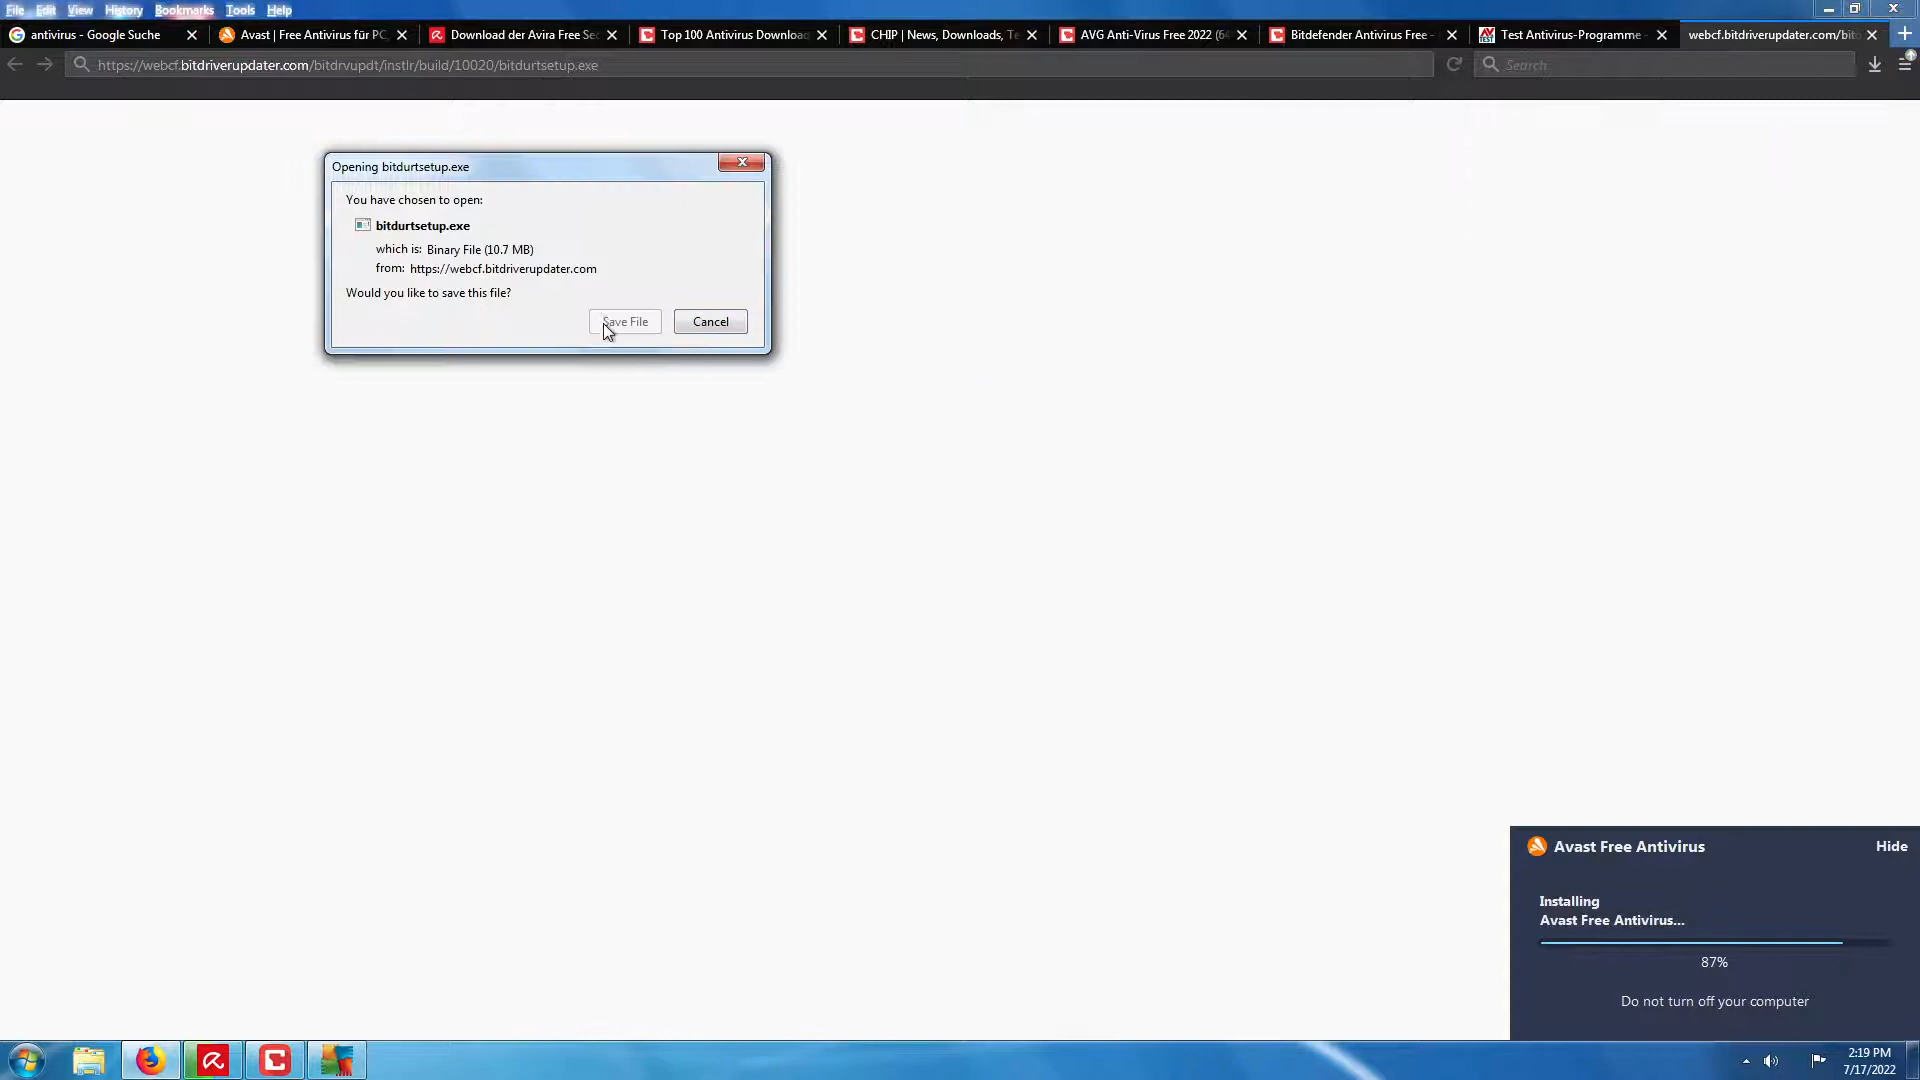 File Edit View History Bookmarks Tools Help
antivirus - Google Suche
Avast | Free Antivirus für PC,
Download der Avira Free Sec
Top 100 Antivirus Download
CHIP | News, Downloads, Te
AVG Anti-Virus Free 2022 (64
Bitdefender Antivirus Free -
Test Antivirus-Programme -
webcf.bitdriverupdater.com/bito
https://webcf.bitdriverupdater.com/bitdrvupdt/instlr/build/10020/bitdurtsetup.exe
Search
Opening bitdurtsetup.exe
You have chosen to open:
bitdurtsetup.exe
which is: Binary File (10.7 MB)
from: https://webcf.bitdriverupdater.com
Would you like to save this file?
Save File Cancel
Avast Free Antivirus Hide
Installing
Avast Free Antivirus...
87%
Do not turn off your computer
2:19 PM
7/17/2022